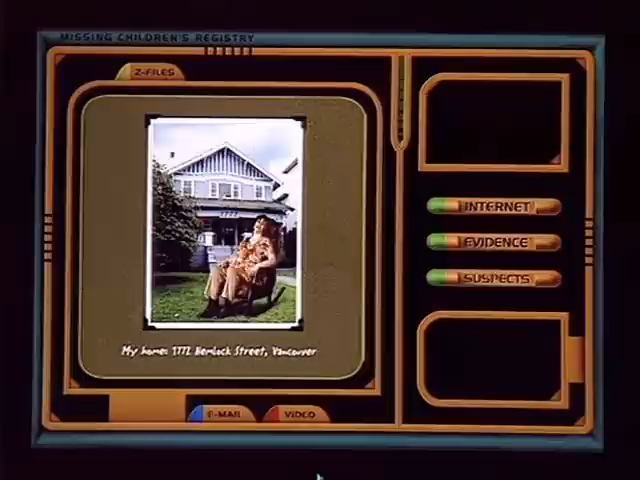 MISSING CHILDREN'S REGISTRY
Z-FILES
INTERNET
EVIDENCE
SUSPECTS
My home: 1772 Hemlock Street, Vancouver
E-MAIL
VIDEO